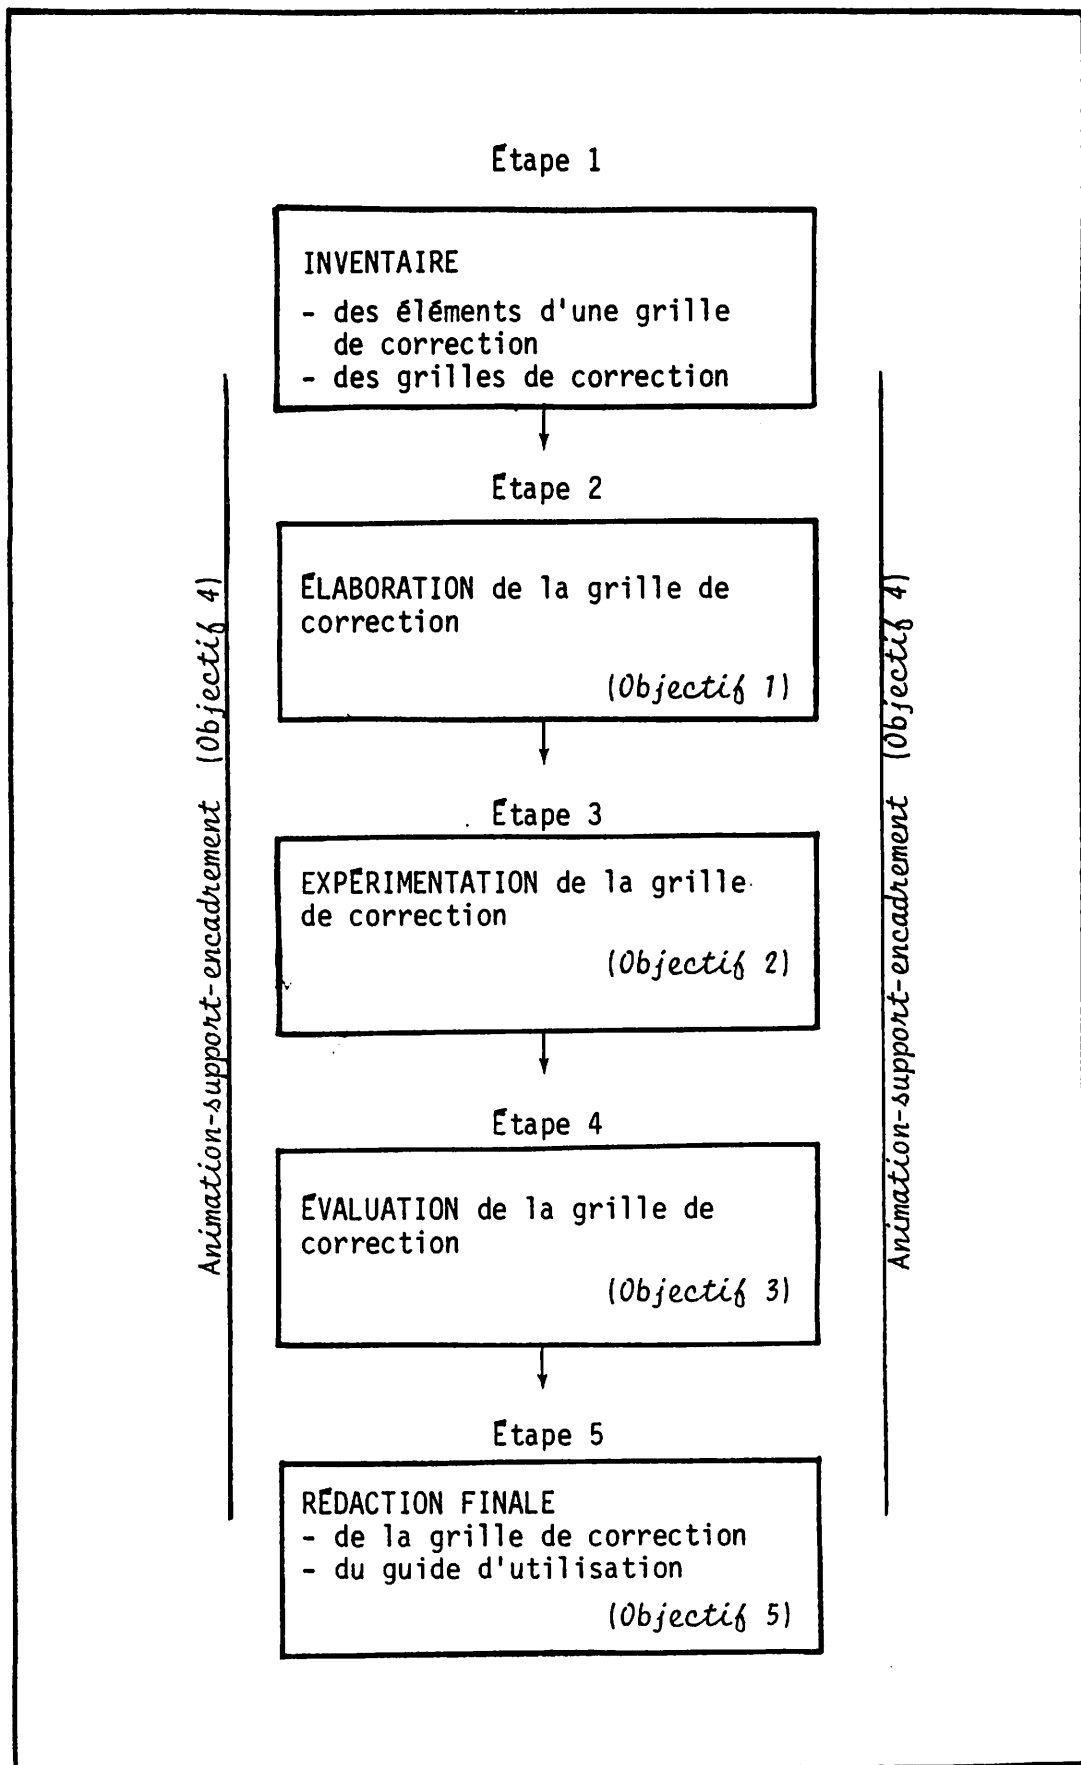 Étape 1
INVENTAIRE
- des éléments d'une grille
de correction
- des grilles de correction
Étape 2
ÉLABORATION de la grille de
correction
(Objectif 1)
Étape 3
EXPÉRIMENTATION de la grille
de correction
(Objectif 2)
Étape 4
ÉVALUATION de la grille de
correction
(Objectif 3)
Étape 5
RÉDACTION FINALE
- de la grille de correction
- du guide d'utilisation
(Objectif 5)
Animation-support-encadrement (Objectif 4)
Animation-support-encadrement (Objectif 4)